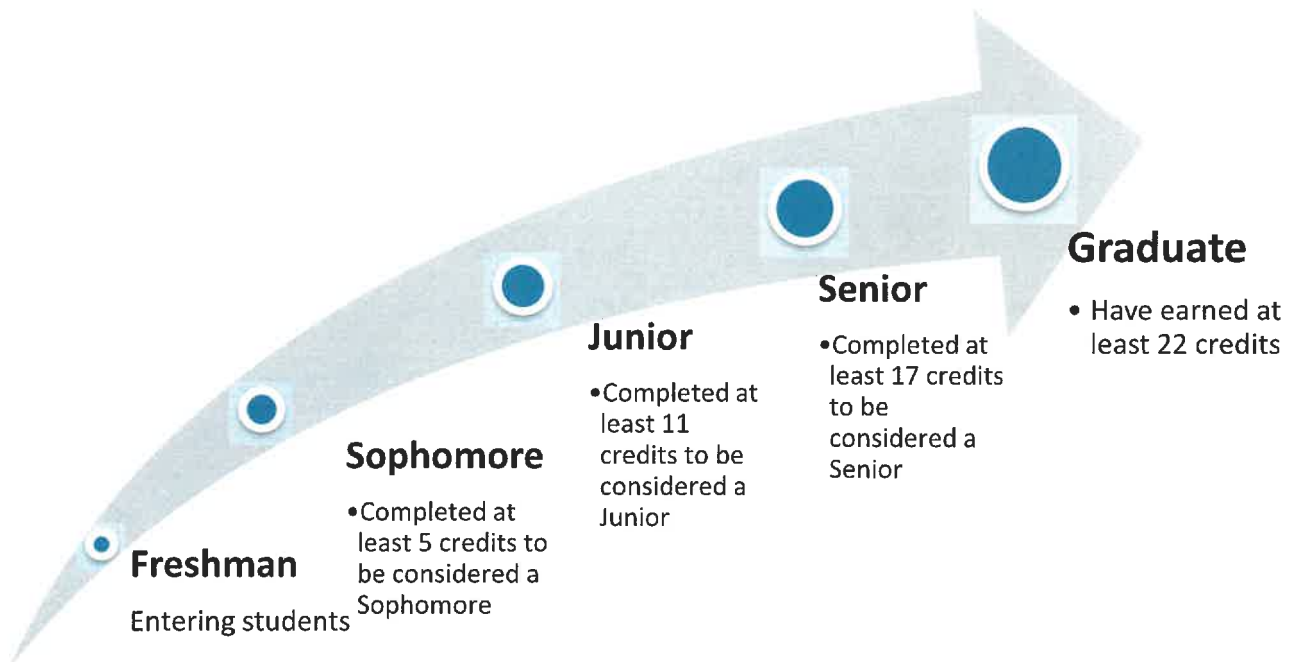 Freshman
Entering students
Sophomore
•Completed at
least 5 credits to
be considered a
Sophomore
Junior
•Completed at
least 11
credits to be
considered a
Junior
Senior
•Completed at
least 17 credits
to be
considered a
Senior
Graduate
• Have earned at
least 22 credits